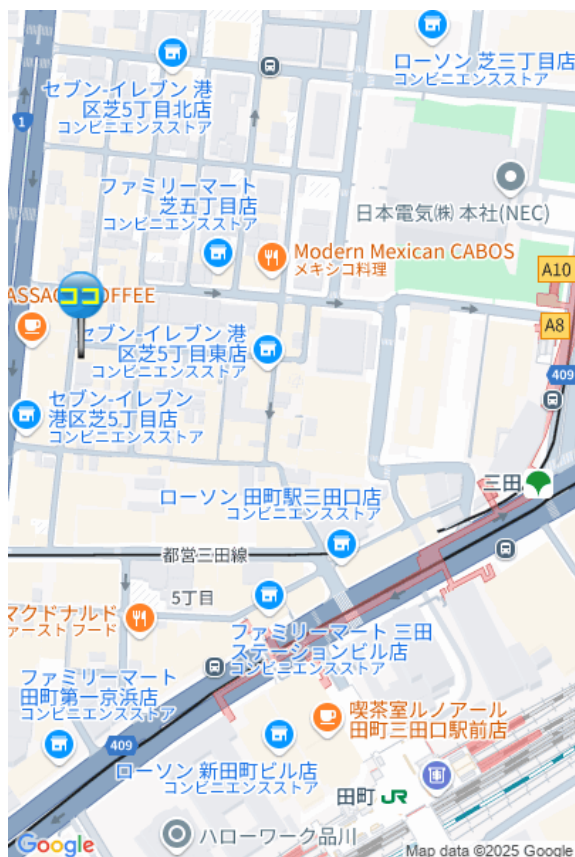 ローソン 芝三丁目店
コンビニエンスストア
セブン-イレブン 港
区芝5丁目北店
コンビニエンスストア
1
ファミリーマート
芝五丁目店
コンビニエンスストア
日本電気㈱ 本社(NEC)
Modern Mexican CABOS
メキシコ料理
A10
ココ
A8
セブン-イレブン 港
区芝5丁目東店
コンビニエンスストア
409
セブン-イレブン
港区芝5丁目店
コンビニエンスストア
三田
ローソン 田町駅三田口店
コンビニエンスストア
都営三田線
5丁目
マクドナルド
ァースト フード
ファミリーマート 三田
ステーションビル店
コンビニエンスストア
ファミリーマート
田町第一京浜店
コンビニエンスストア
喫茶室ルノアール
田町三田口駅前店
409
ローソン 新田町ビル店
コンビニエンスストア
田町 JR
ハローワーク品川
Google
Map data ©2025 Google